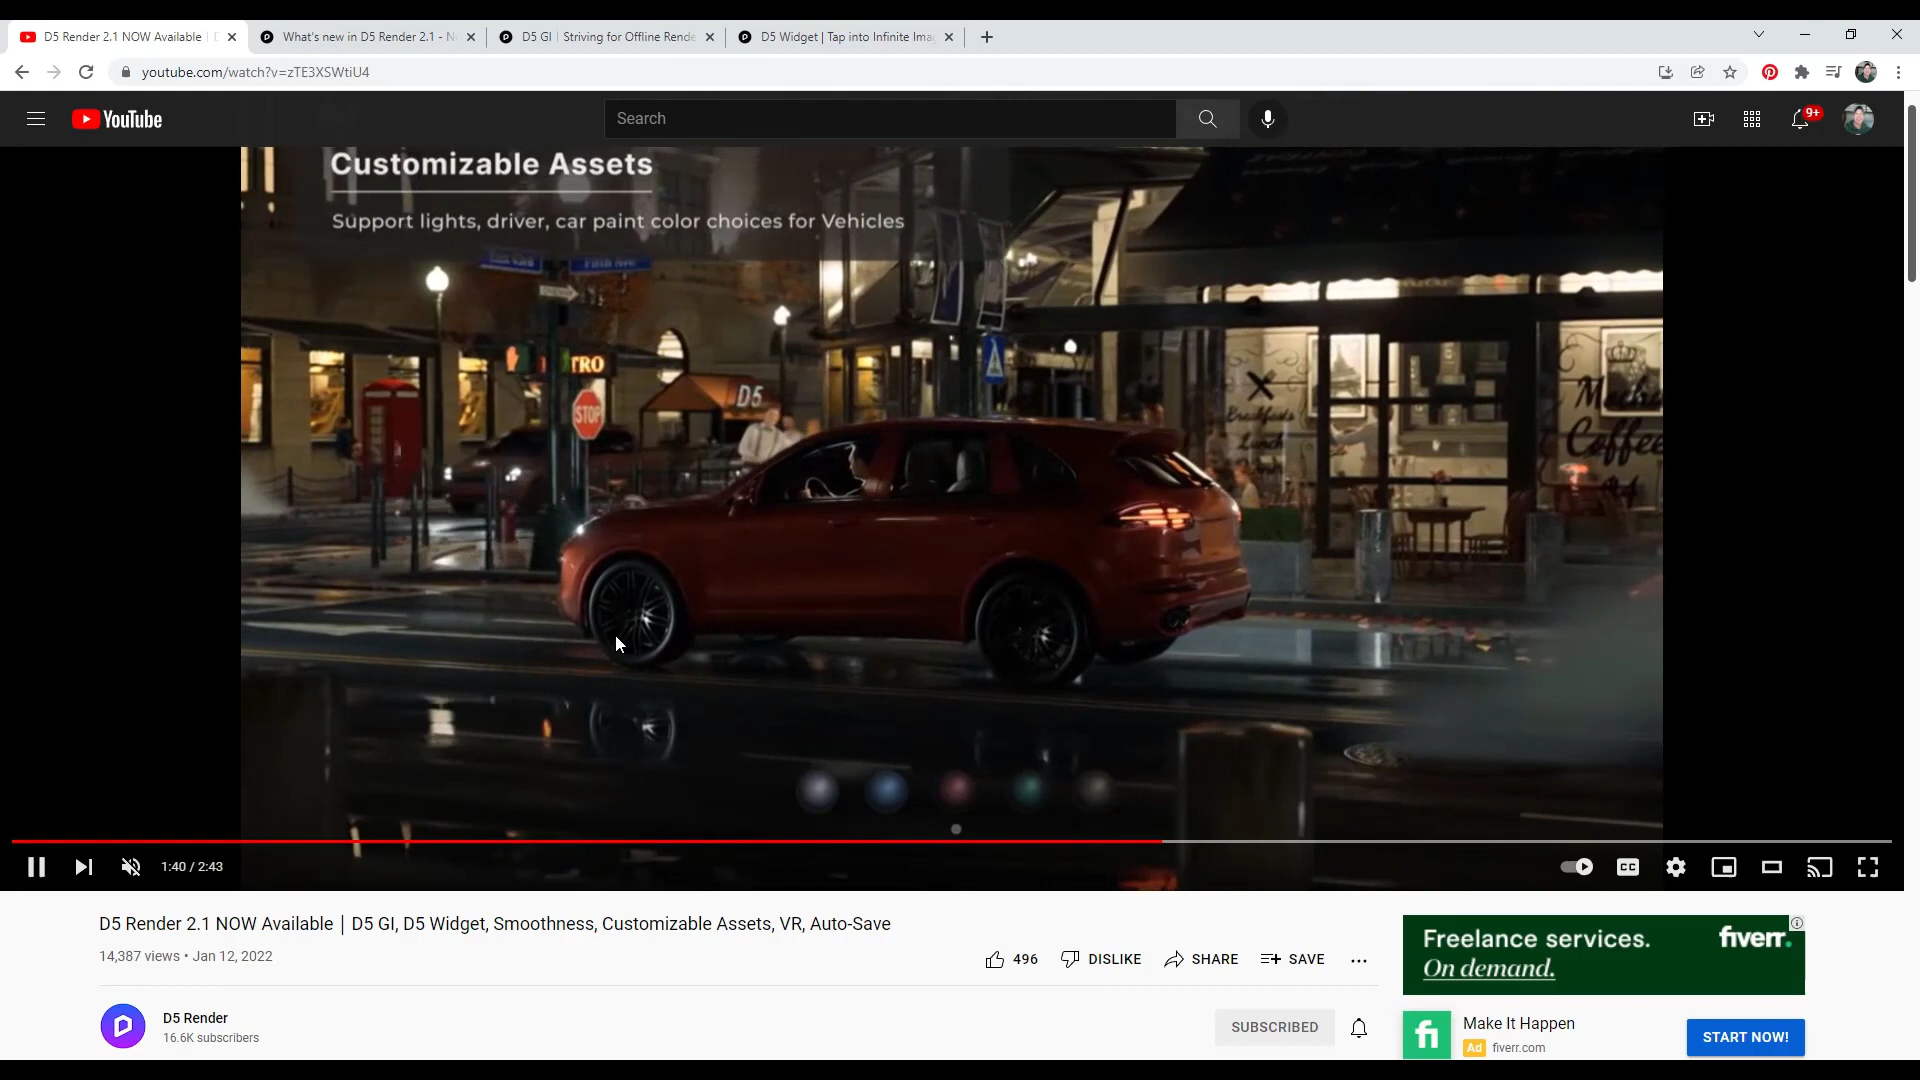 D5 Render 2.1 NOW Available | D
What's new in D5 Render 2.1 - N
D5 GI | Striving for Offline Rende
D5 Widget | Tap into Infinite Imag
youtube.com/watch?v=zTE3XSWtiU4
YouTube
Search
9+
Customizable Assets
Support lights, driver, car paint color choices for Vehicles
TRO
D5
STOP
Breakfasts
Lunch
Coffee
1:40 / 2:43
CC
D5 Render 2.1 NOW Available | D5 GI, D5 Widget, Smoothness, Customizable Assets, VR, Auto-Save
14,387 views • Jan 12, 2022
496
DISLIKE
SHARE
SAVE
D5 Render
16.6K subscribers
SUBSCRIBED
Freelance services.
On demand.
fiverr.
fi
Make It Happen
Ad fiverr.com
START NOW!